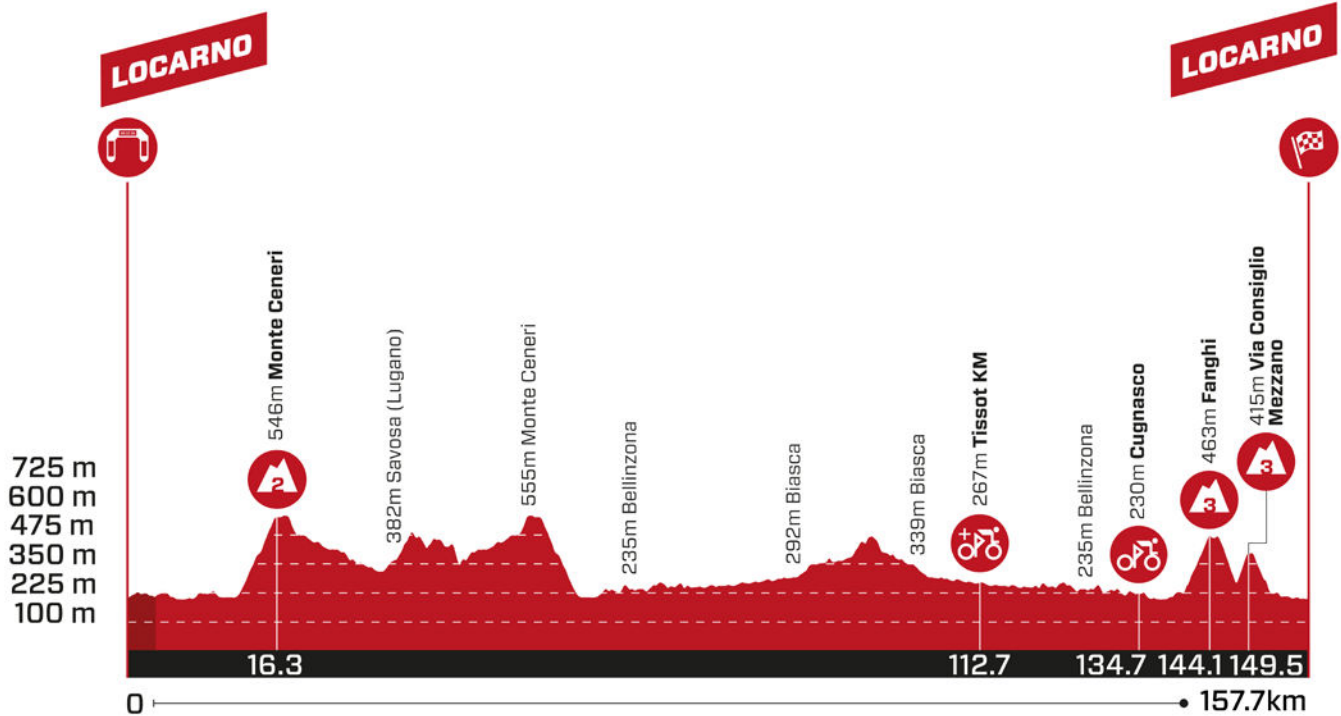 LOCARNO
LOCARNO
546m Monte Ceneri
2
382m Savosa (Lugano)
555m Monte Ceneri
235m Bellinzona
292m Biasca
339m Biasca
267m Tissot KM
+
235m Bellinzona
230m Cugnasco
463m Fanghi
3
415m Via Consiglio
Mezzano
3
725 m
600 m
475 m
350 m
225 m
100 m
16.3
112.7
134.7
144.1
149.5
0
157.7km